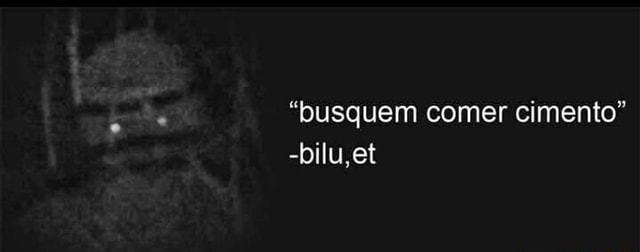 “busquem comer cimento”
-bilu,et